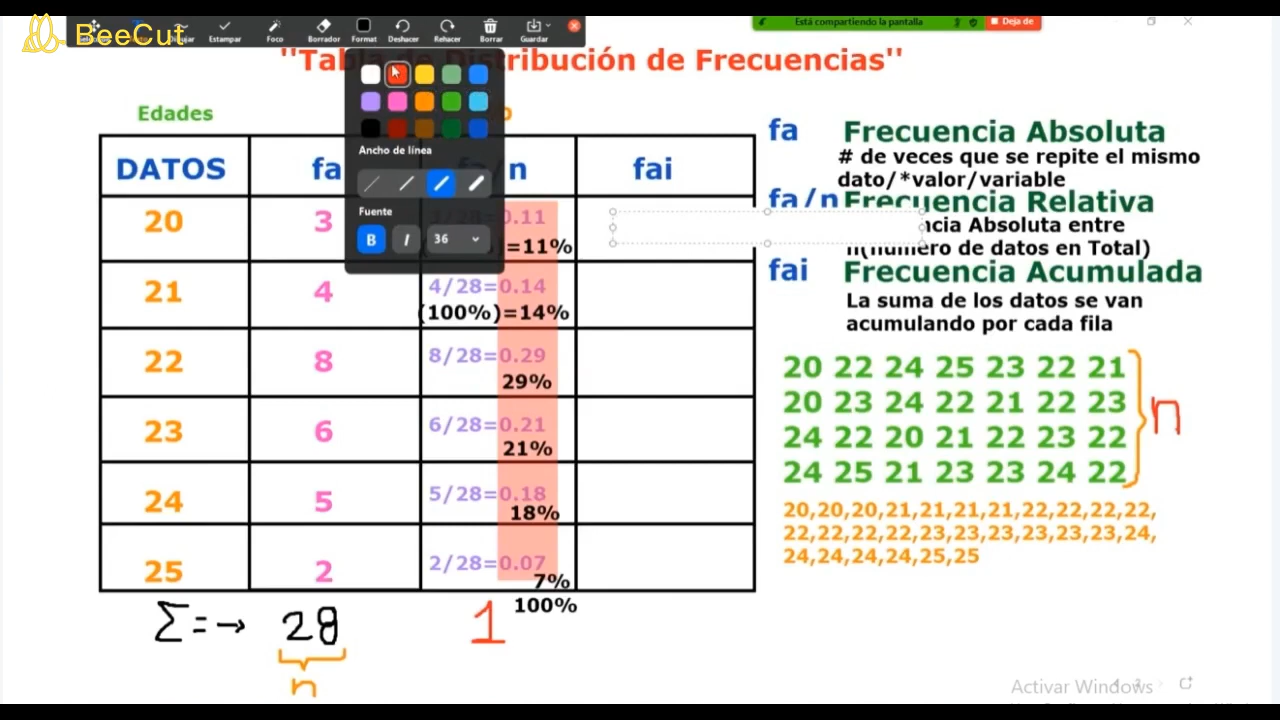 BeeCut
Estampar
Foco
Borrador
Format
Deshacer
Rehacer
Borrar
Guardar
Está compartiendo la pantalla
Deja de
Distribución de Frecuencias''
Edades
DATOS fa n fai
20 3 0.11
=11%
21 4 4/28=0.14
(100%)=14%
22 8 8/28=0.29
29%
23 6 6/28=0.21
21%
24 5 5/28=0.18
18%
25 2 2/28=0.07
7%
100%
Σ=→ 28 1
n
Ancho de línea
Fuente
B I 36
fa Frecuencia Absoluta
# de veces que se repite el mismo
dato/*valor/variable
fa/n Frecuencia Relativa
ncia Absoluta entre
n(numero de datos en Total)
fai Frecuencia Acumulada
La suma de los datos se van
acumulando por cada fila
20 22 24 25 23 22 21
20 23 24 22 21 22 23
24 22 20 21 22 23 22
24 25 21 23 23 24 22
n
20,20,20,21,21,21,21,22,22,22,
22,22,22,22,22,23,23,23,23,23,23,24,
24,24,24,24,25,25
Activar Windows